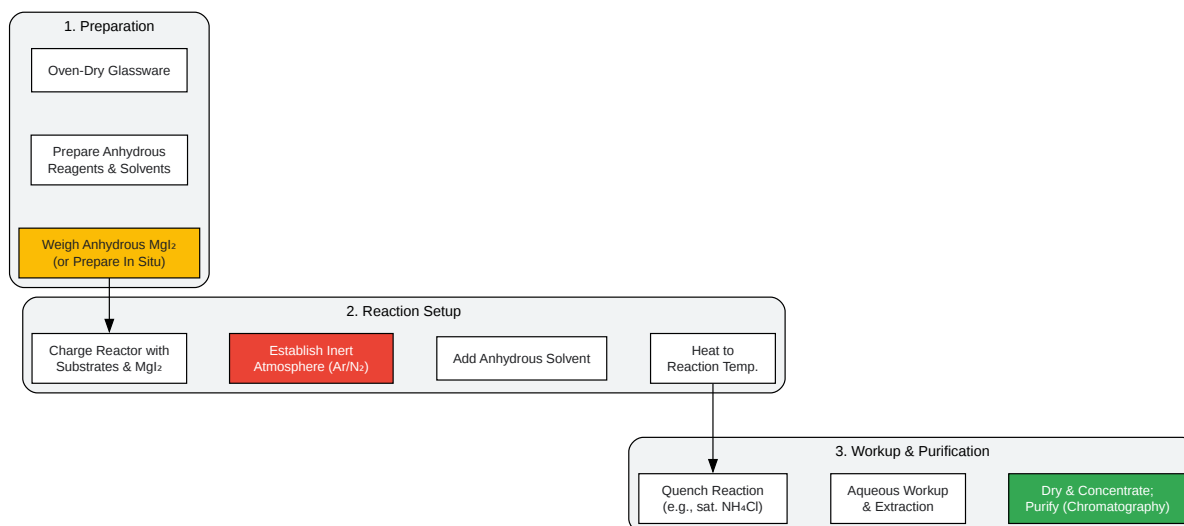 1. Preparation
Oven-Dry Glassware
Prepare Anhydrous
Reagents & Solvents
Weigh Anhydrous MgI₂
(or Prepare In Situ)
2. Reaction Setup
Charge Reactor with
Substrates & MgI₂
Establish Inert
Atmosphere (Ar/N₂)
Add Anhydrous Solvent
Heat to
Reaction Temp.
3. Workup & Purification
Quench Reaction
(e.g., sat. NH₄Cl)
Aqueous Workup
& Extraction
Dry & Concentrate;
Purify (Chromatography)